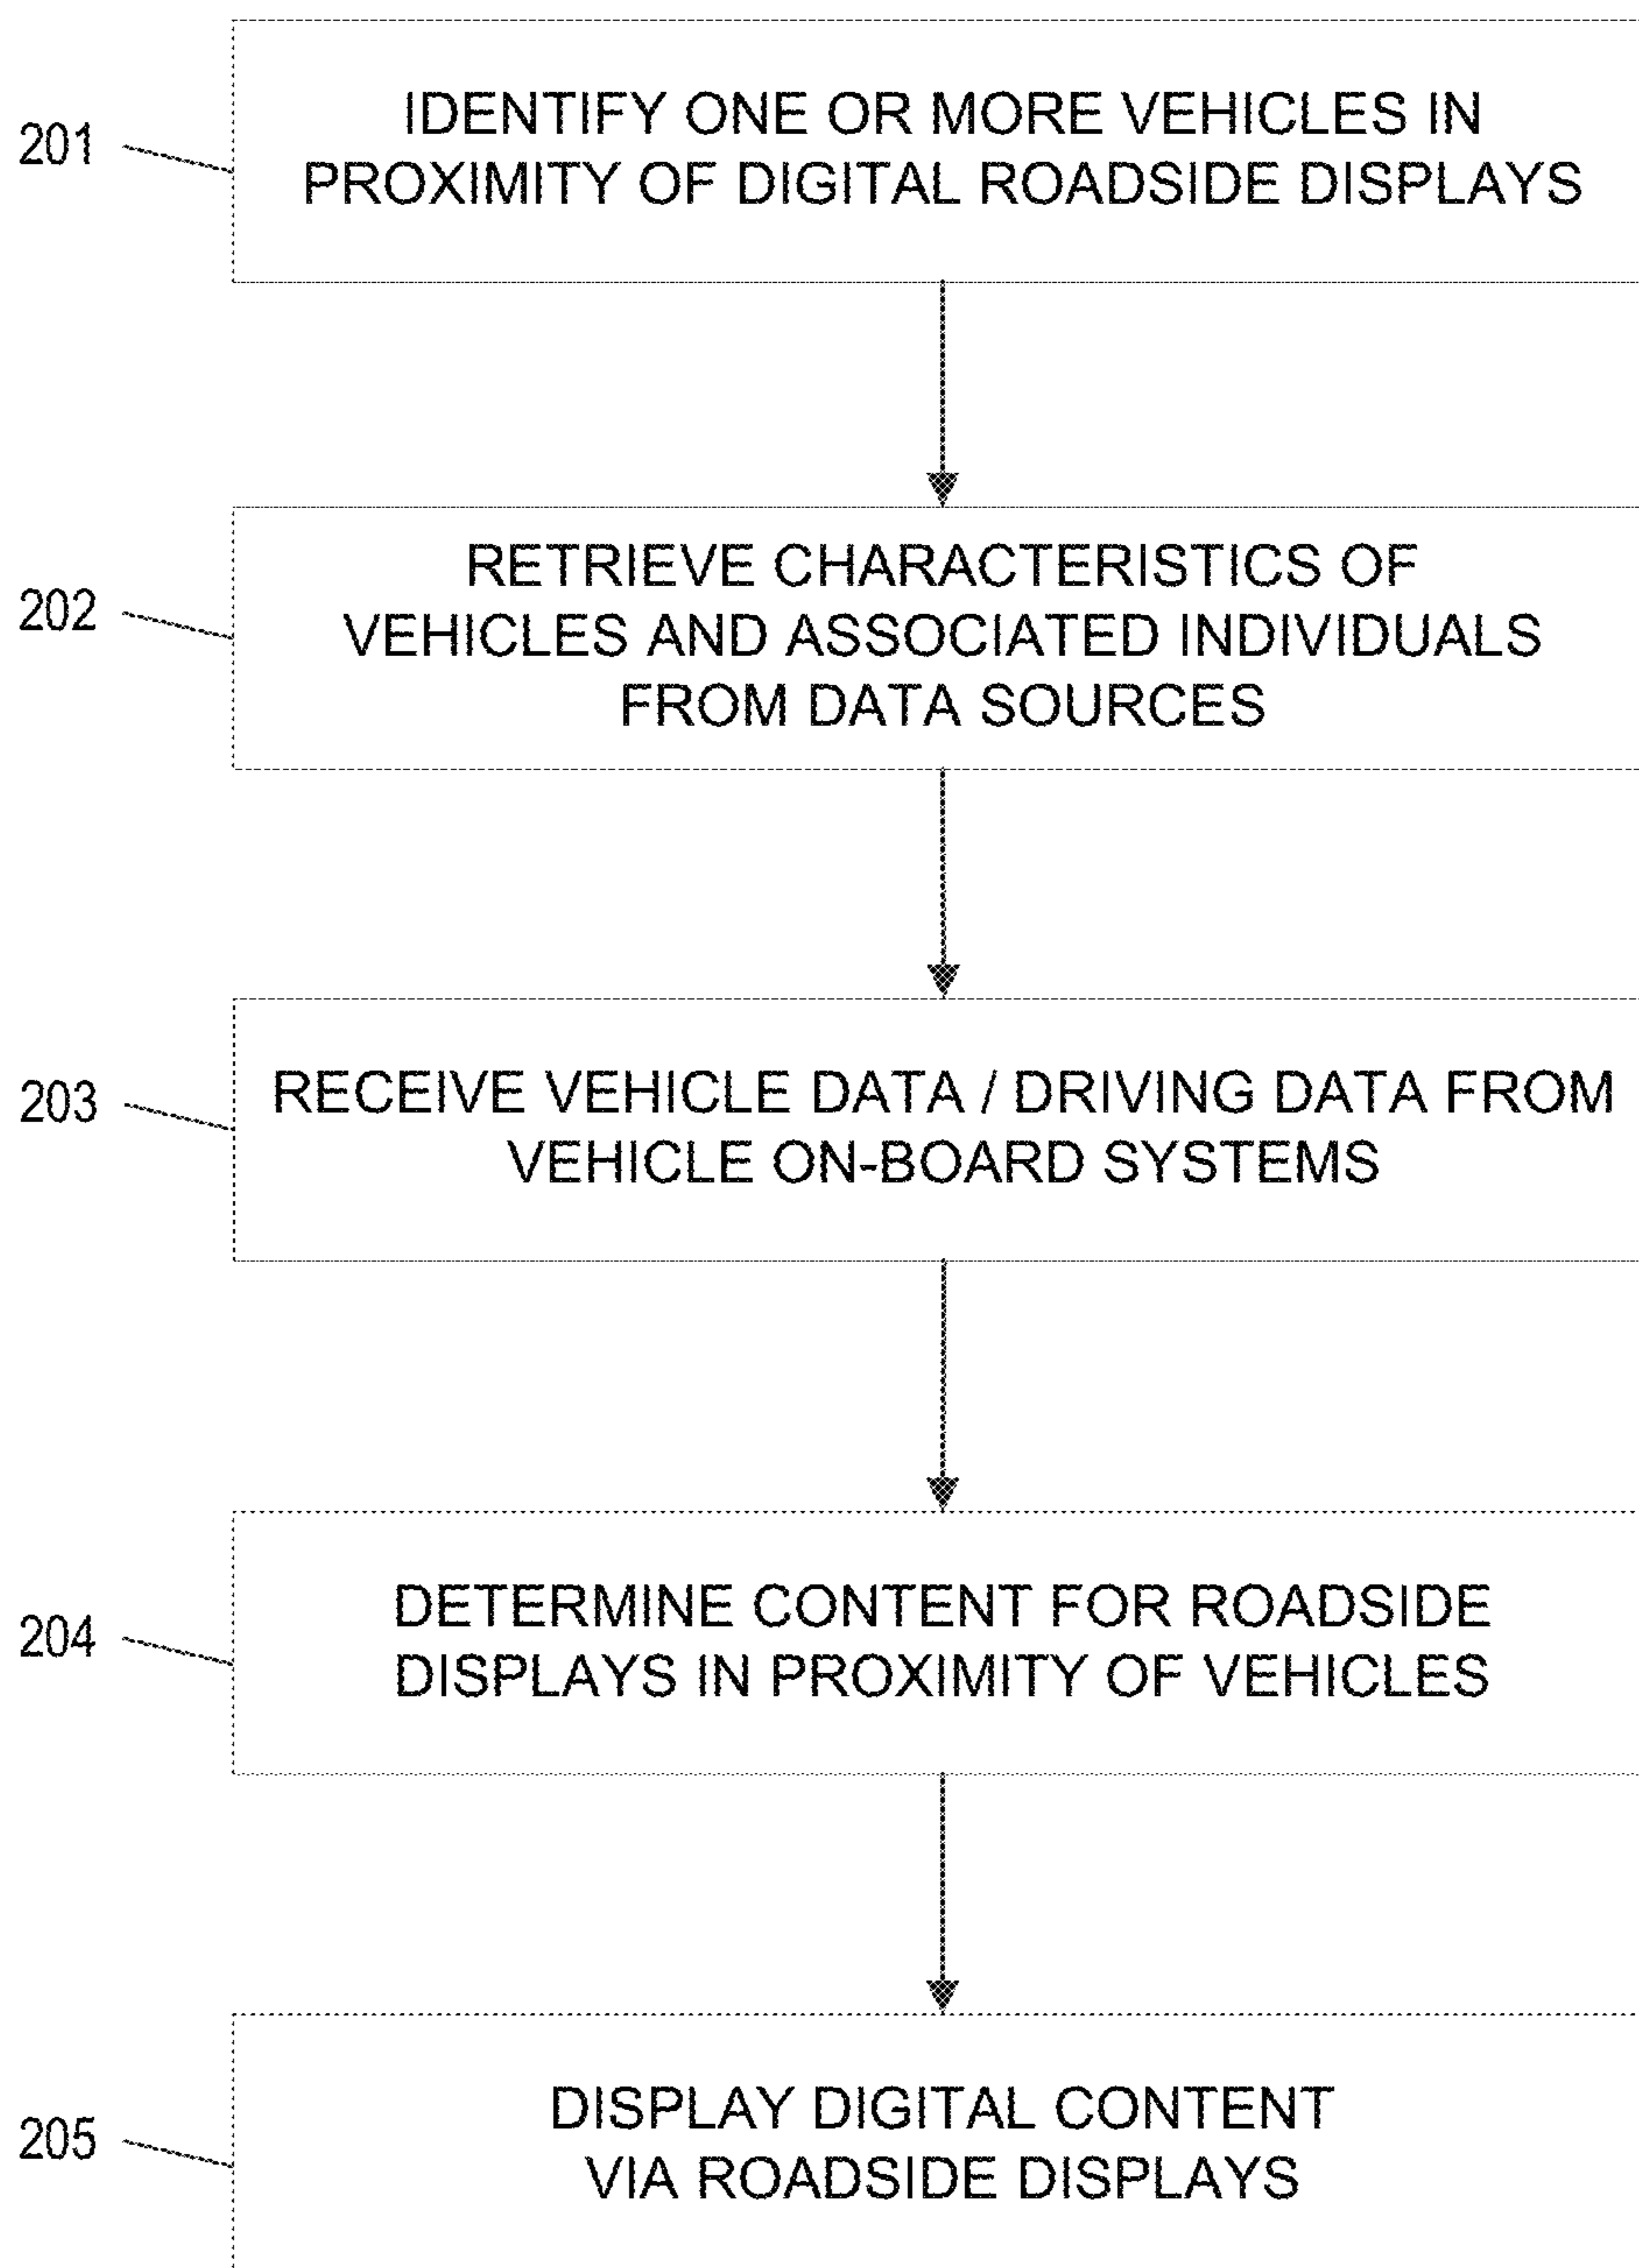 IDENTIFY ONE OR MORE VEHICLES IN
201
PROXIMITY OF DIGITAL ROADSIDE DISPLAYS
RETRIEVE CHARACTERISTICS OF
202
VEHICLES AND ASSOCIATED INDIVIDUALS
FROM DATA SOURCES
203
RECEIVE VEHICLE DATA / DRIVING DATA FROM
VEHICLE ON-BOARD SYSTEMS
204
DETERMINE CONTENT FOR ROADSIDE
DISPLAYS IN PROXIMITY OF VEHICLES
205
DISPLAY DIGITAL CONTENT
VIA ROADSIDE DISPLAYS